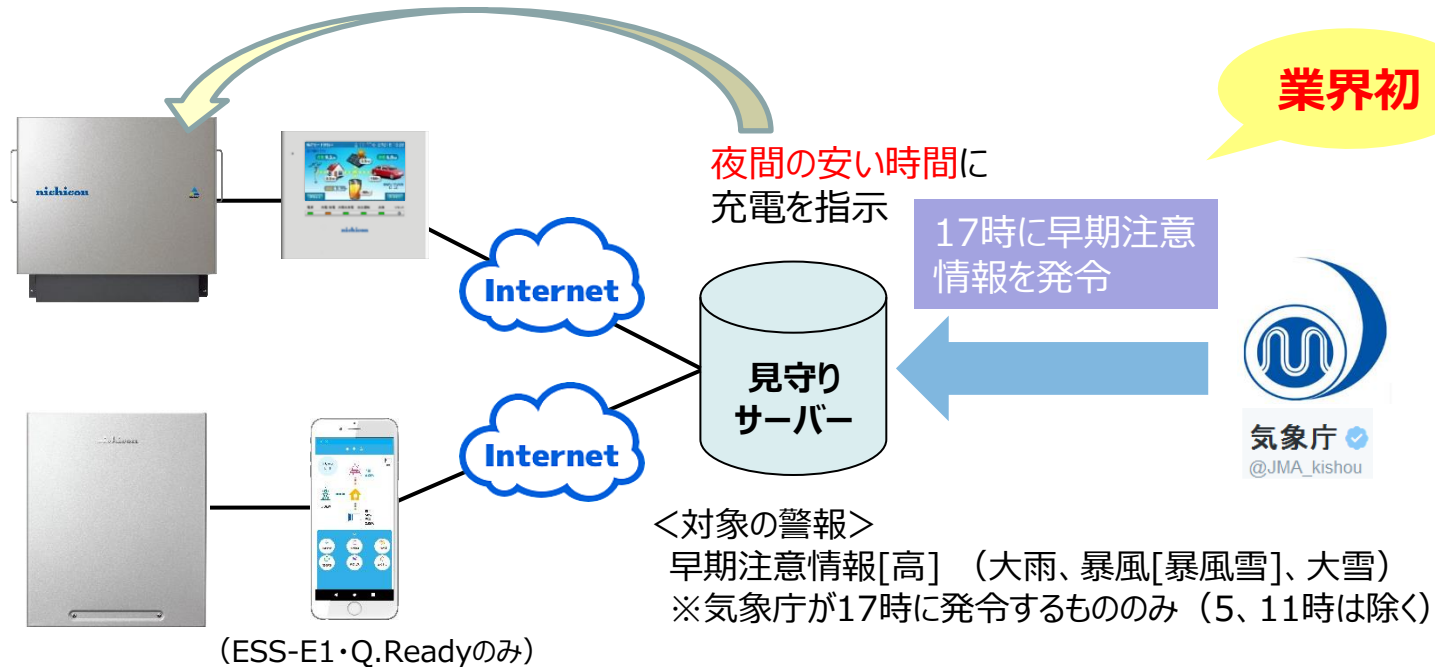 業界初
夜間の安い時間に
充電を指示
17時に早期注意
情報を発令
nichicon
nichicon
Internet
見守り
サーバー
気象庁
@JMA_kishou
nichicon
Internet
<対象の警報>
早期注意情報[高] (大雨、暴風[暴風雪]、大雪)
※気象庁が17時に発令するもののみ (5、11時は除く)
(ESS-E1・Q.Readyのみ)